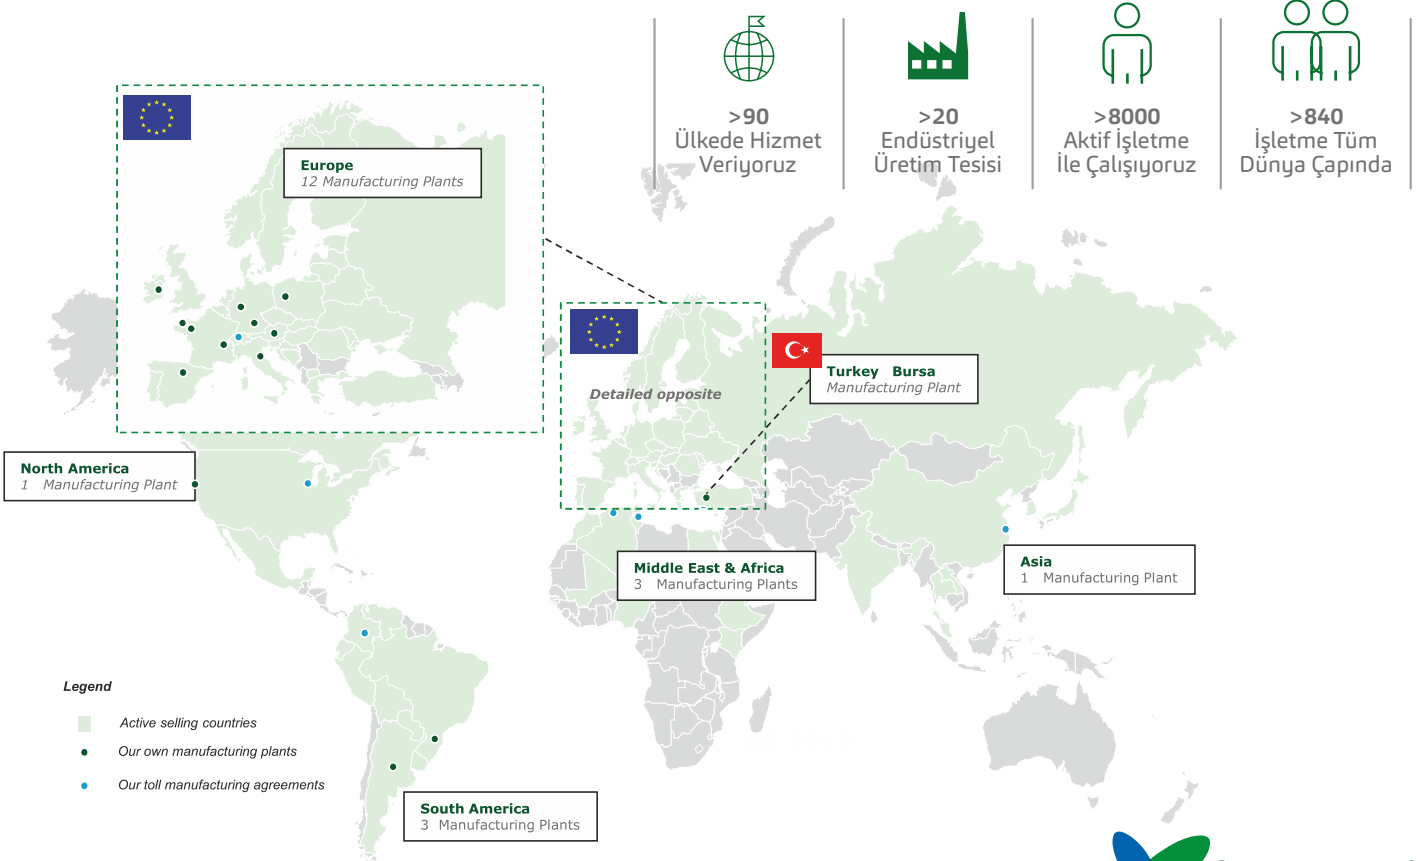 >90
Ülkede Hizmet
Veriyoruz
>20
Endüstriyel
Üretim Tesisi
>8000
Aktif İşletme
İle Çalışıyoruz
>840
İşletme Tüm
Dünya Çapında
Europe
12 Manufacturing Plants
Detailed opposite
Turkey Bursa
Manufacturing Plant
North America
1 Manufacturing Plant
Middle East & Africa
3 Manufacturing Plants
Asia
1 Manufacturing Plant
South America
3 Manufacturing Plants
Legend
Active selling countries
Our own manufacturing plants
Our toll manufacturing agreements